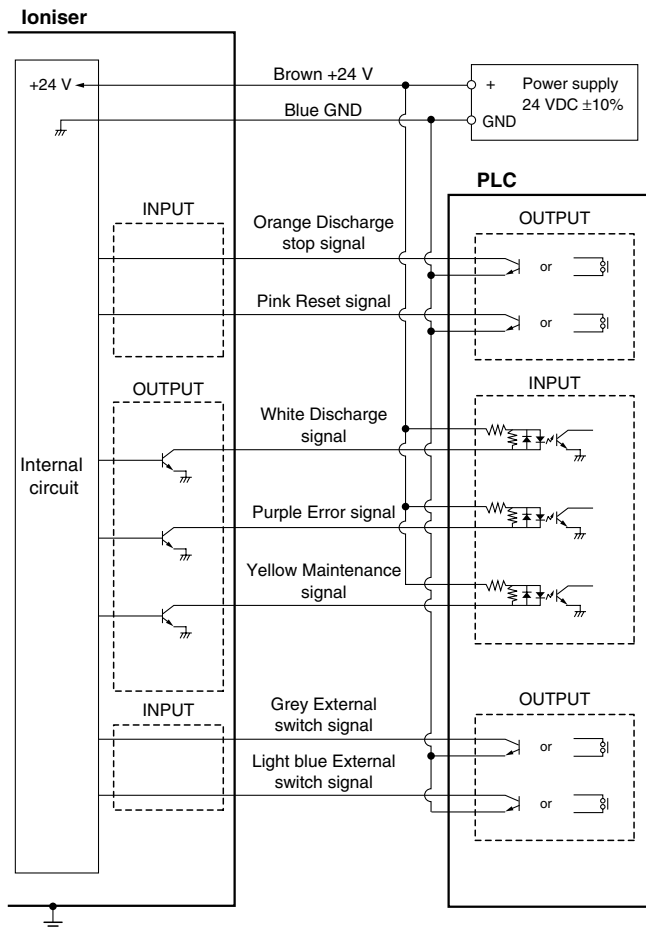 Ioniser
+24 V
Brown +24 V
Blue GND
+
Power supply
24 VDC ±10%
GND
PLC
INPUT
Orange Discharge
stop signal
OUTPUT
or
Pink Reset signal
or
OUTPUT
White Discharge
signal
INPUT
Internal
circuit
Purple Error signal
Yellow Maintenance
signal
INPUT
Grey External
switch signal
OUTPUT
or
Light blue External
switch signal
or